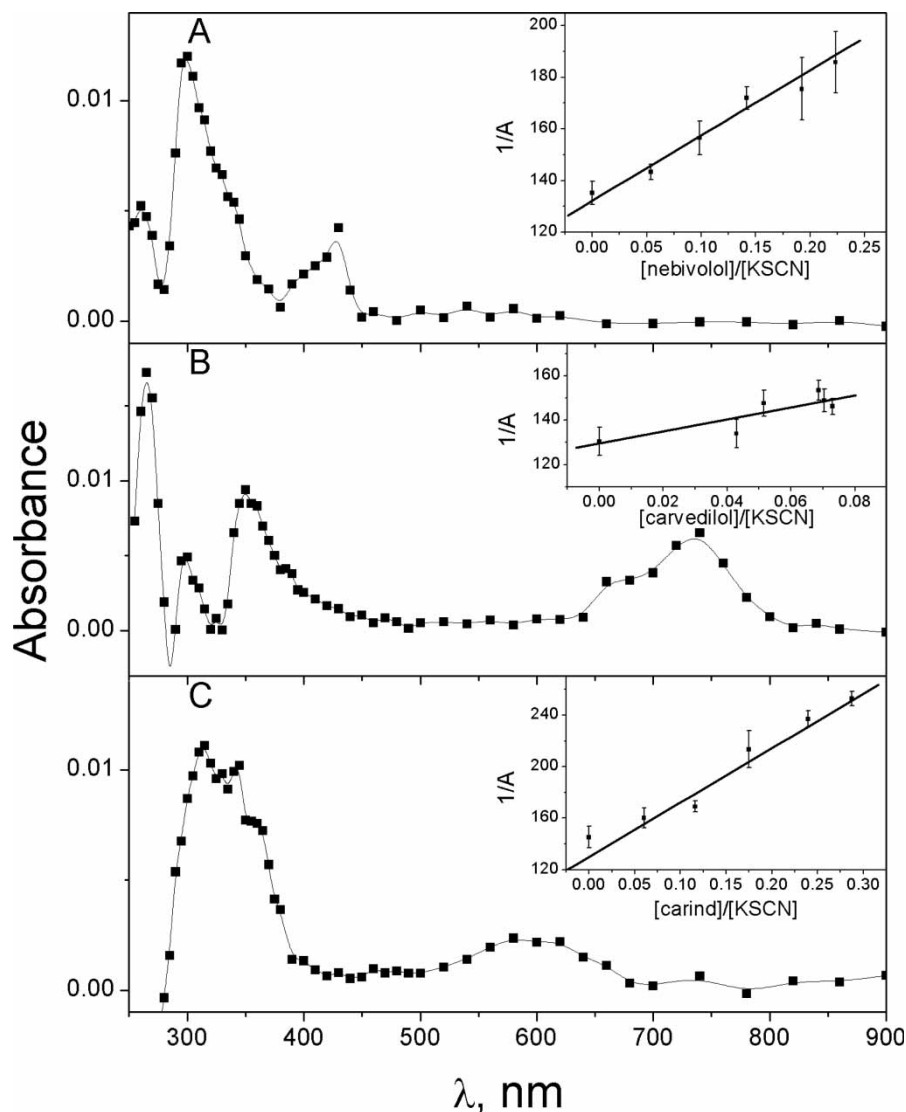 A
0.01
0.00
200
180
160
140
120
1/A
0.00 0.05 0.10 0.15 0.20 0.25
[nebivolol]/[KSCN]
B
0.01
0.00
160
140
120
1/A
0.00 0.02 0.04 0.06 0.08
[carvedilol]/[KSCN]
Absorbance
C
0.01
0.00
240
200
160
120
1/A
0.00 0.05 0.10 0.15 0.20 0.25 0.30
[carind]/[KSCN]
300 400 500 600 700 800 900
λ, nm